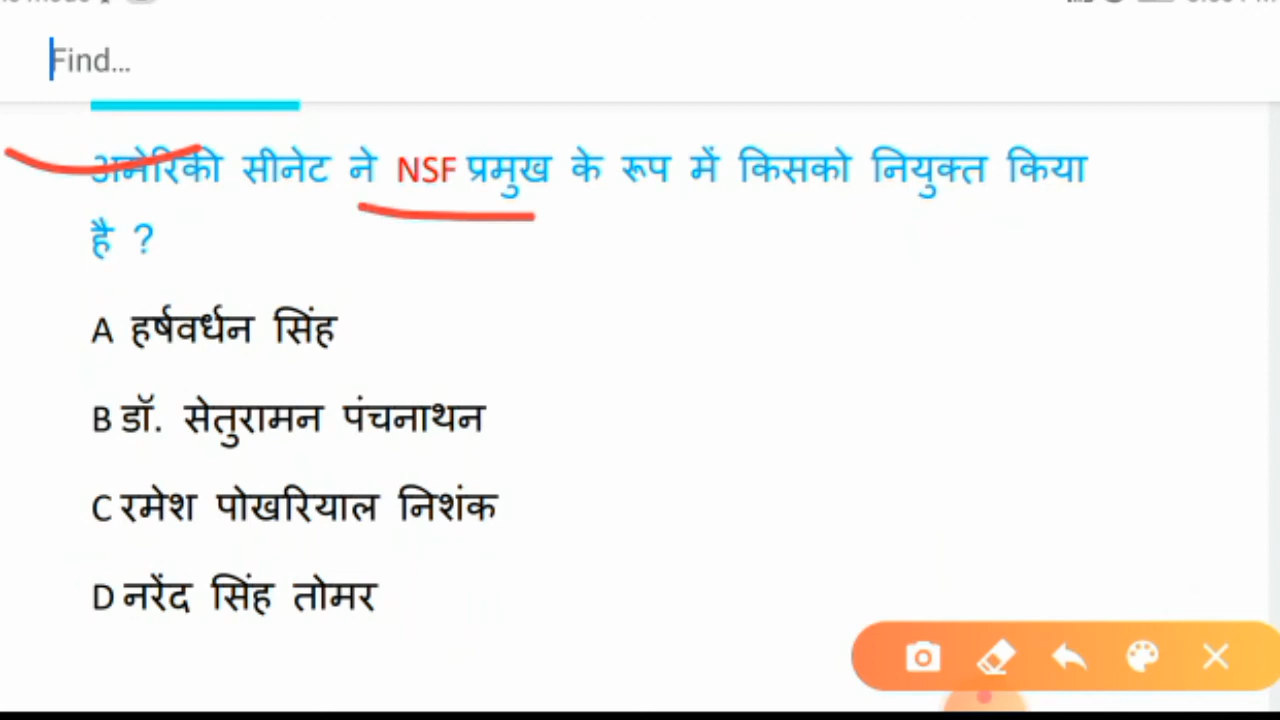 Find...
अमेरिकी सीनेट ने NSF प्रमुख के रूप में किसको नियुक्त किया
है ?
A हर्षवर्धन सिंह
B डॉ. सेतुरामन पंचनाथन
C रमेश पोखरियाल निशंक
D नरेंद सिंह तोमर